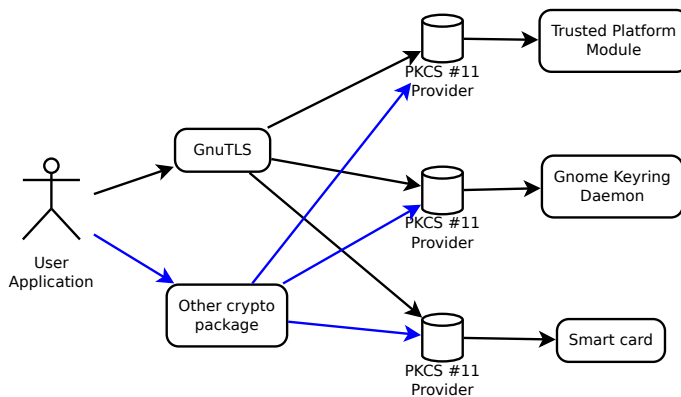 PKCS #11
Provider
Trusted Platform
Module
GnuTLS
PKCS #11
Provider
Gnome Keyring
Daemon
User
Application
Other crypto
package
PKCS #11
Provider
Smart card